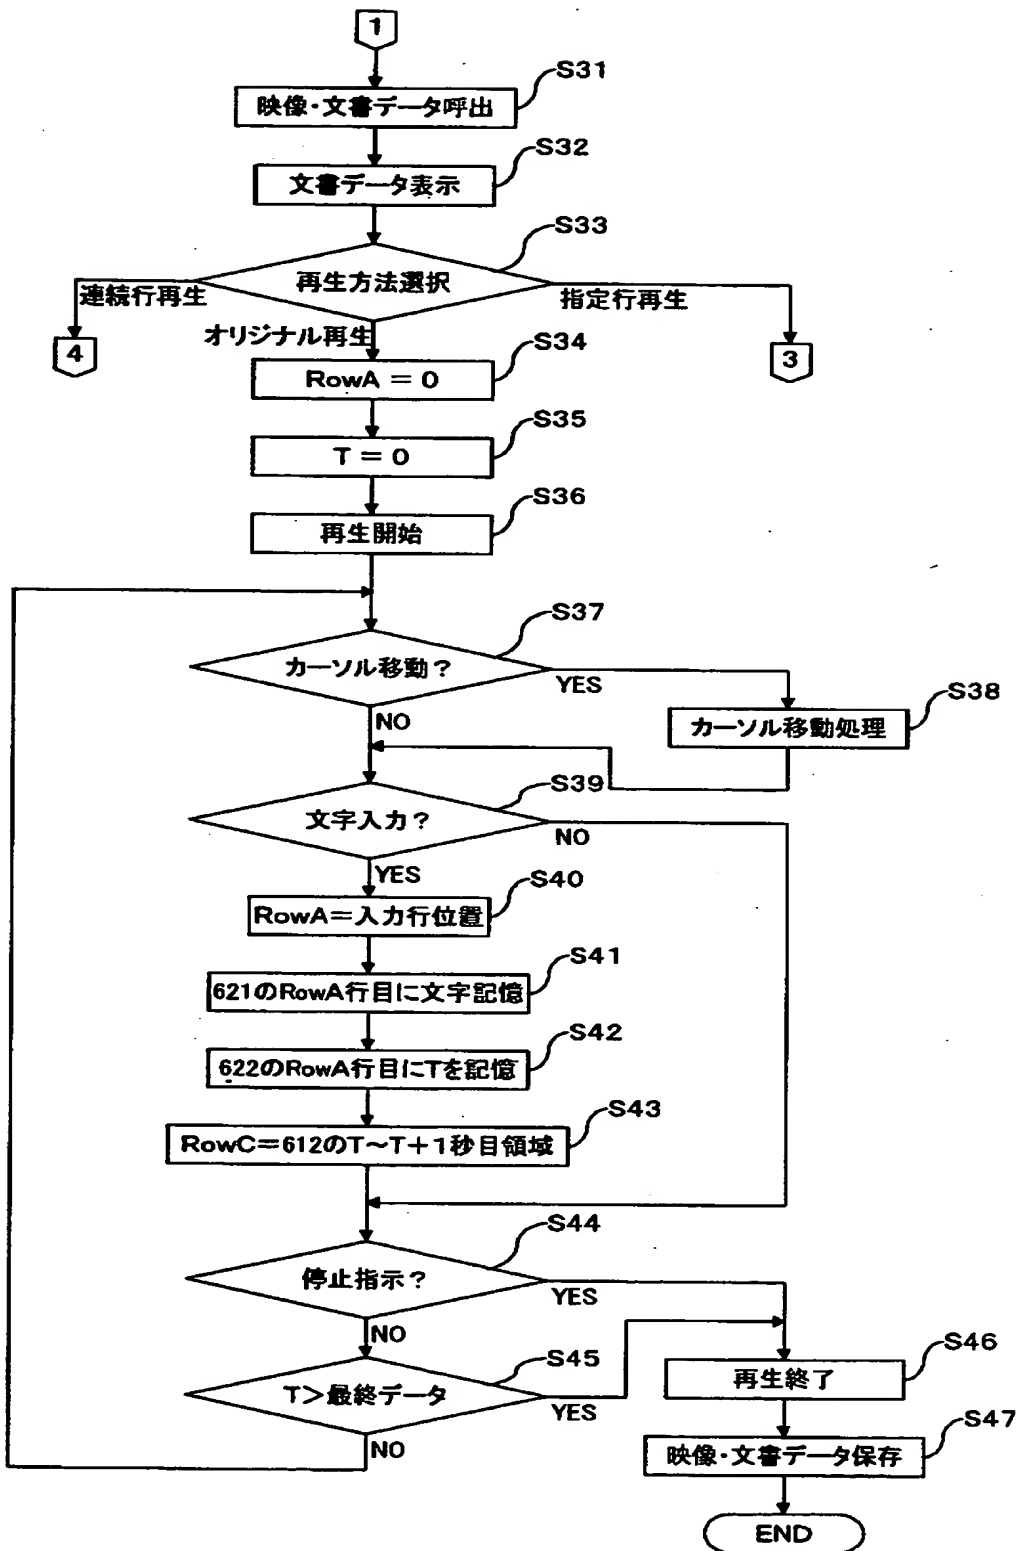 1
S31
映像・文書データ呼出
S32
文書データ表示
S33
再生方法選択
連続行再生
指定行再生
オリジナル再生
4
3
S34
RowA = 0
S35
T = 0
S36
再生開始
S37
カーソル移動?
YES
NO
S38
カーソル移動処理
S39
文字入力?
NO
YES
S40
RowA=入力行位置
S41
621のRowA行目に文字記憶
S42
622のRowA行目にTを記憶
S43
RowC=612のT~T+1秒目領域
S44
停止指示?
YES
NO
S45
T>最終データ
YES
NO
S46
再生終了
S47
映像・文書データ保存
END